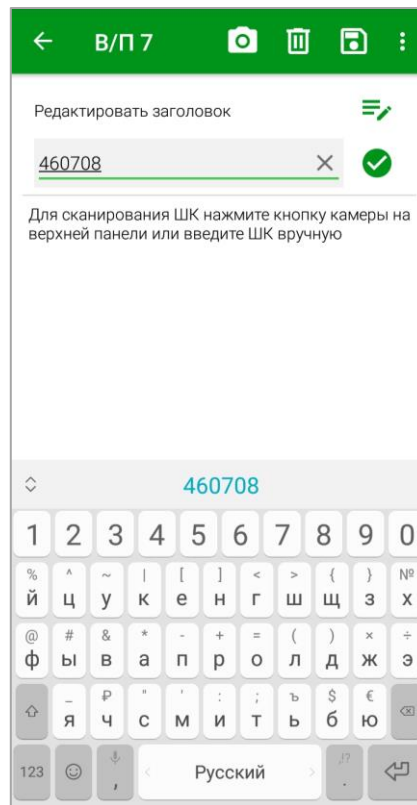 В/П 7
Редактировать заголовок
460708
Для сканирования ШК нажмите кнопку камеры на
верхней панели или введите ШК вручную
460708
1 2 3 4 5 6 7 8 9 0
% ^ ~ | [ ] < > { } №
й ц у к е н г ш щ з х
@ # & * - + = ( ) × ÷
ф ы в а п р о л д ж э
_ ₽ " ' : ; ъ $ €
я ч с м и т ь б ю
123 , Русский !? .